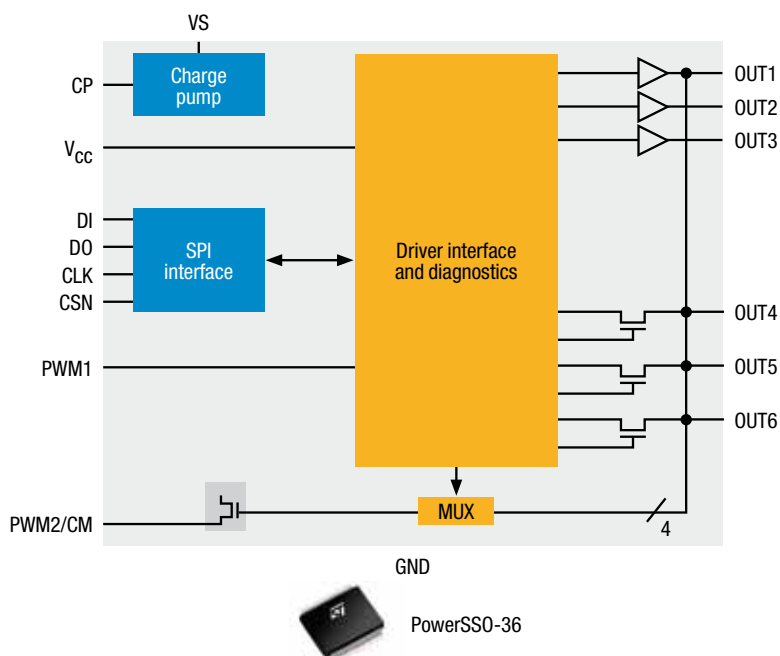 VS
CP
Charge
pump
OUT1
OUT2
OUT3
VCC
DI
DO
CLK
CSN
SPI
interface
Driver interface
and diagnostics
OUT4
PWM1
OUT5
OUT6
PWM2/CM
MUX
4
GND
ST
PowerSSO-36